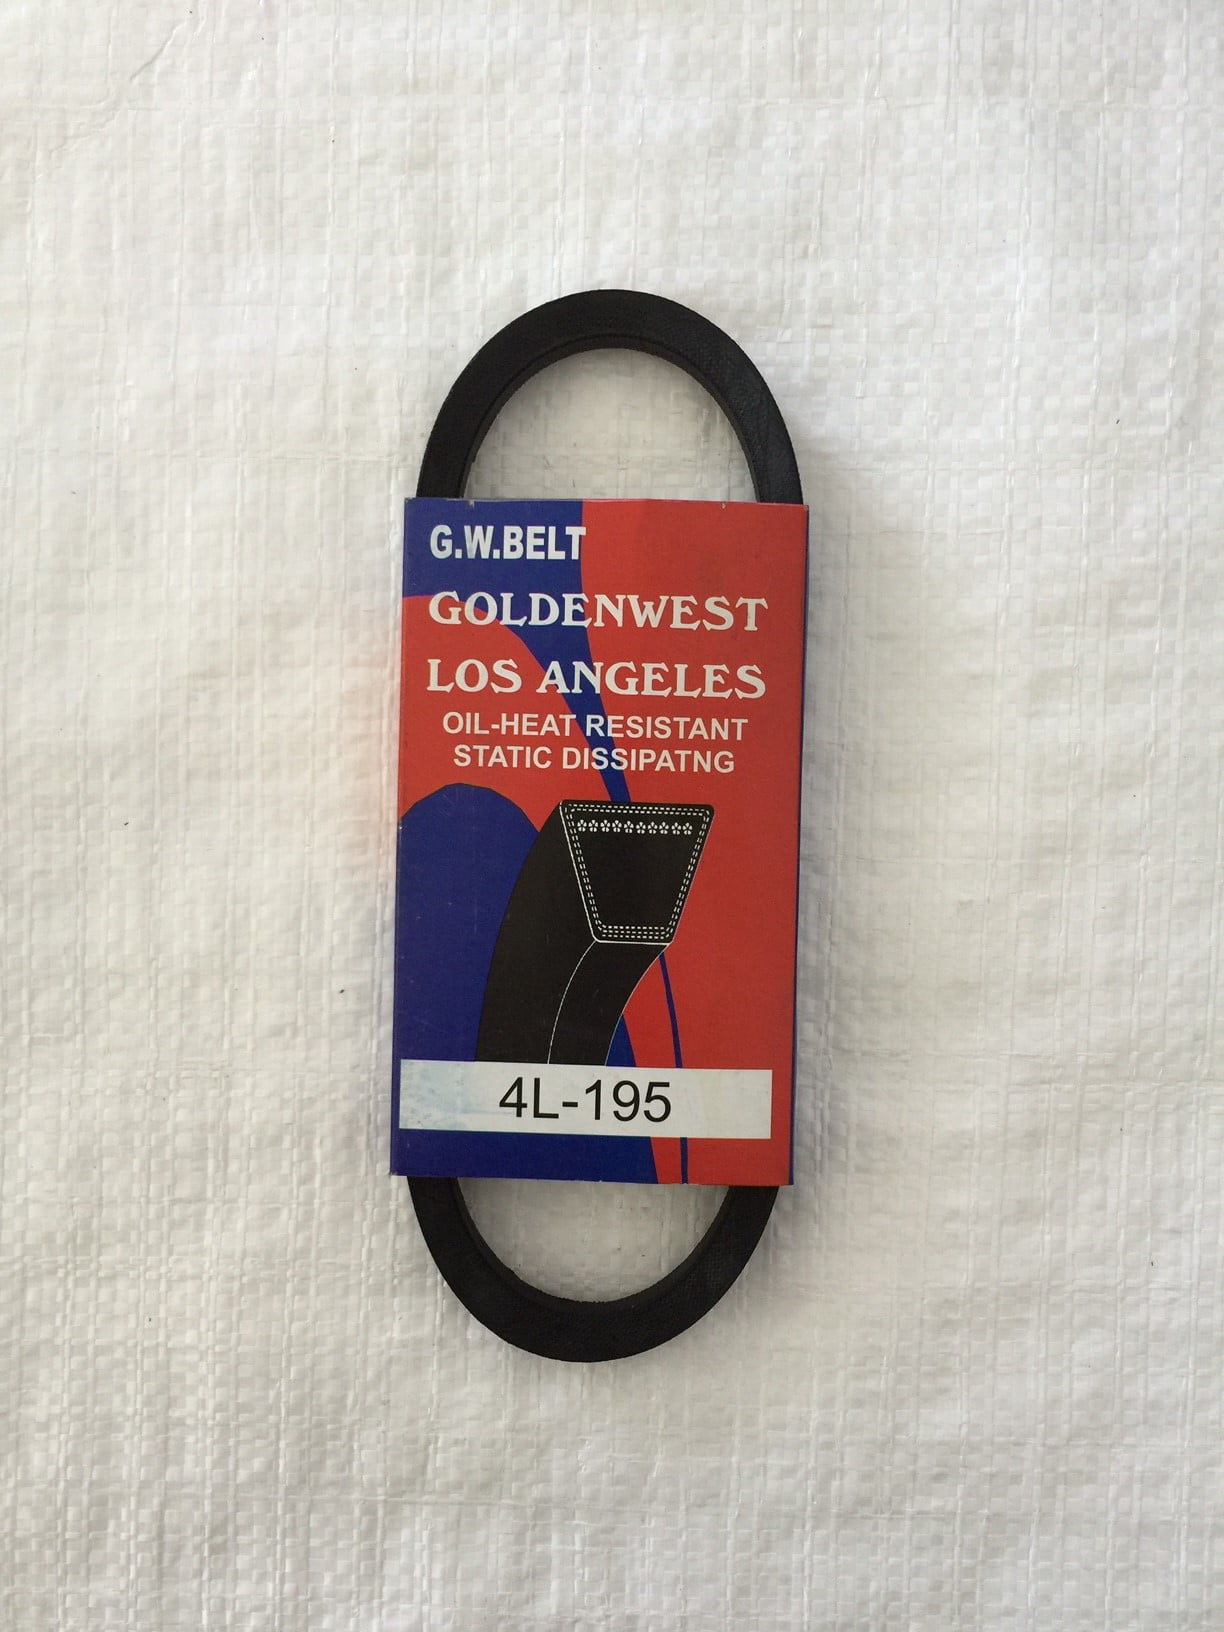 G.W.BELT
GOLDENWEST
LOS ANGELES
OIL-HEAT RESISTANT
STATIC DISSIPATNG
4L-195